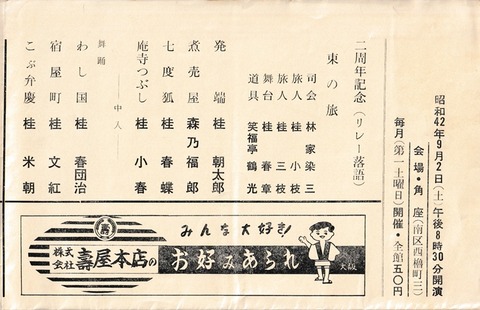 昭和42年9月2日(土)午後8時30分開演
会場・角座(南区西櫓町三)
毎月(第一土曜日)開催・全館五〇円
二周年記念(リレー落語)
東の旅
司会 林家染三
旅人 桂小枝
旅人 桂三枝
舞台 桂春章
道具 笑福亭鶴光
発端 桂朝太郎
煮売屋 森乃福郎
七度狐 桂春蝶
庵寺つぶし 桂小春
―中入―
舞踊
わし国 桂春団治
宿屋町 桂文紅
こぶ弁慶 桂米朝
壽
みんな大好き!
株式会社壽屋本店の
お好みあられ
大阪